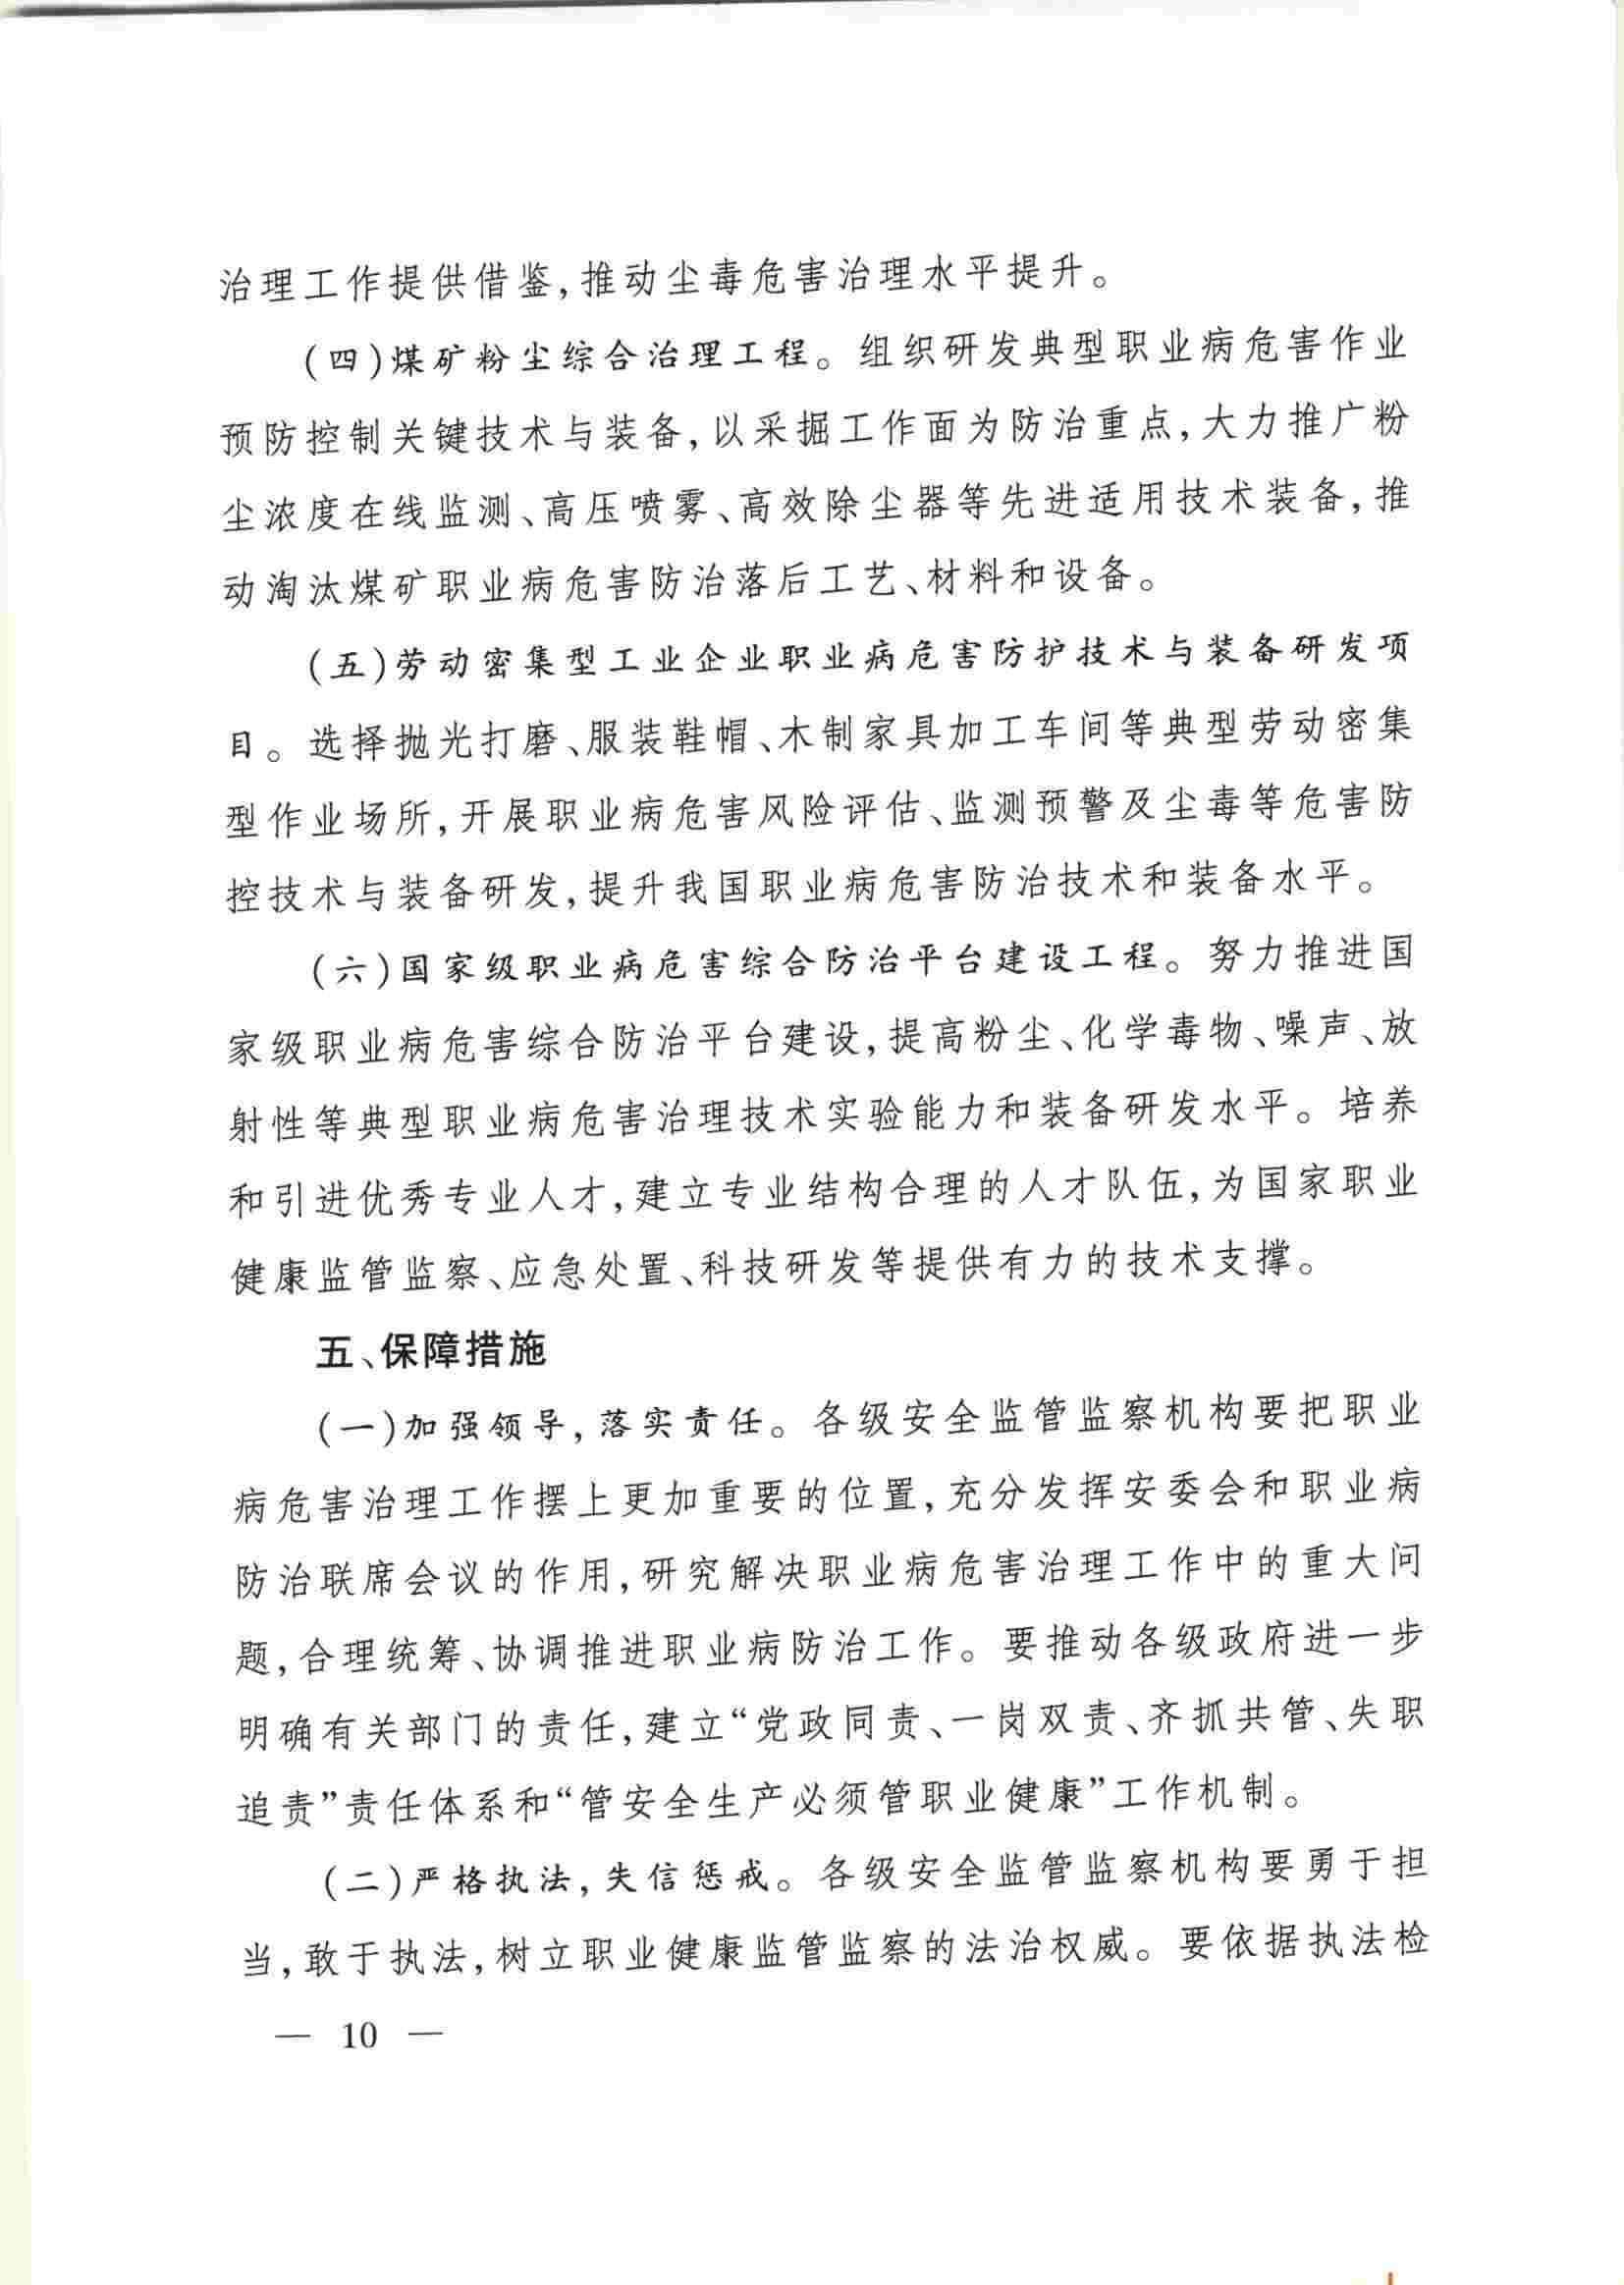 治理工作提供借鉴,推动尘毒危害治理水平提升。
(四)煤矿粉尘综合治理工程。组织研发典型职业病危害作业
预防控制关键技术与装备,以采掘工作面为防治重点,大力推广粉
尘浓度在线监测、高压喷雾、高效除尘器等先进适用技术装备,推
动淘汰煤矿职业病危害防治落后工艺、材料和设备。
(五)劳动密集型工业企业职业病危害防护技术与装备研发项
目。选择抛光打磨、服装鞋帽、木制家具加工车间等典型劳动密集
型作业场所,开展职业病危害风险评估、监测预警及尘毒等危害防
控技术与装备研发,提升我国职业病危害防治技术和装备水平。
(六)国家级职业病危害综合防治平台建设工程。努力推进国
家级职业病危害综合防治平台建设,提高粉尘、化学毒物、噪声、放
射性等典型职业病危害治理技术实验能力和装备研发水平。培养
和引进优秀专业人才,建立专业结构合理的人才队伍,为国家职业
健康监管监察、应急处置、科技研发等提供有力的技术支撑。
五、保障措施
(一)加强领导,落实责任。各级安全监管监察机构要把职业
病危害治理工作摆上更加重要的位置,充分发挥安委会和职业病
防治联席会议的作用,研究解决职业病危害治理工作中的重大问
题,合理统筹、协调推进职业病防治工作。要推动各级政府进一步
明确有关部门的责任,建立“党政同责、一岗双责、齐抓共管、失职
追责”责任体系和“管安全生产必须管职业健康”工作机制。
(二)严格执法,失信惩戒。各级安全监管监察机构要勇于担
当,敢于执法,树立职业健康监管监察的法治权威。要依据执法检
— 10 —